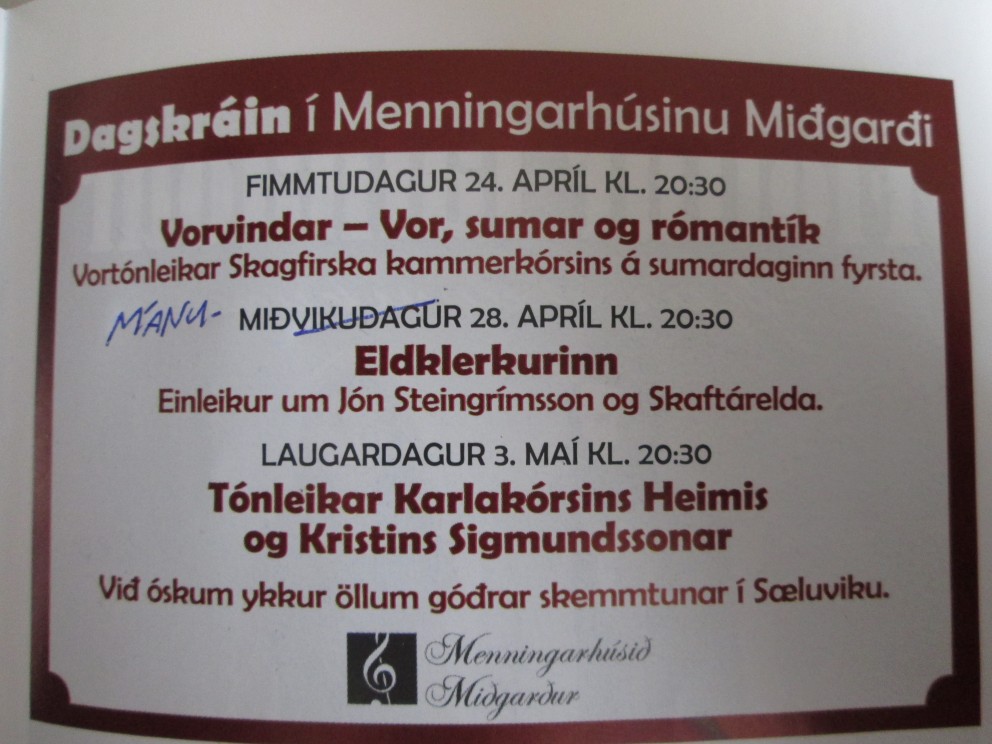 Dagskráin í Menningarhúsinu Miðgarði
FIMMTUDAGUR 24. APRÍL KL. 20:30
Vorvindar – Vor, sumar og rómantík
Vortónleikar Skagfirska kammerkórsins á sumardaginn fyrsta.
MÁNU- MIÐVIKUDAGUR 28. APRÍL KL. 20:30
Eldklerkurinn
Einleikur um Jón Steingrímsson og Skaftárelda.
LAUGARDAGUR 3. MAÍ KL. 20:30
Tónleikar Karlakórsins Heimis
og Kristins Sigmundssonar
Við óskum ykkur öllum góðrar skemmtunar í Sæluviku.
Menningarhúsið
Miðgarður